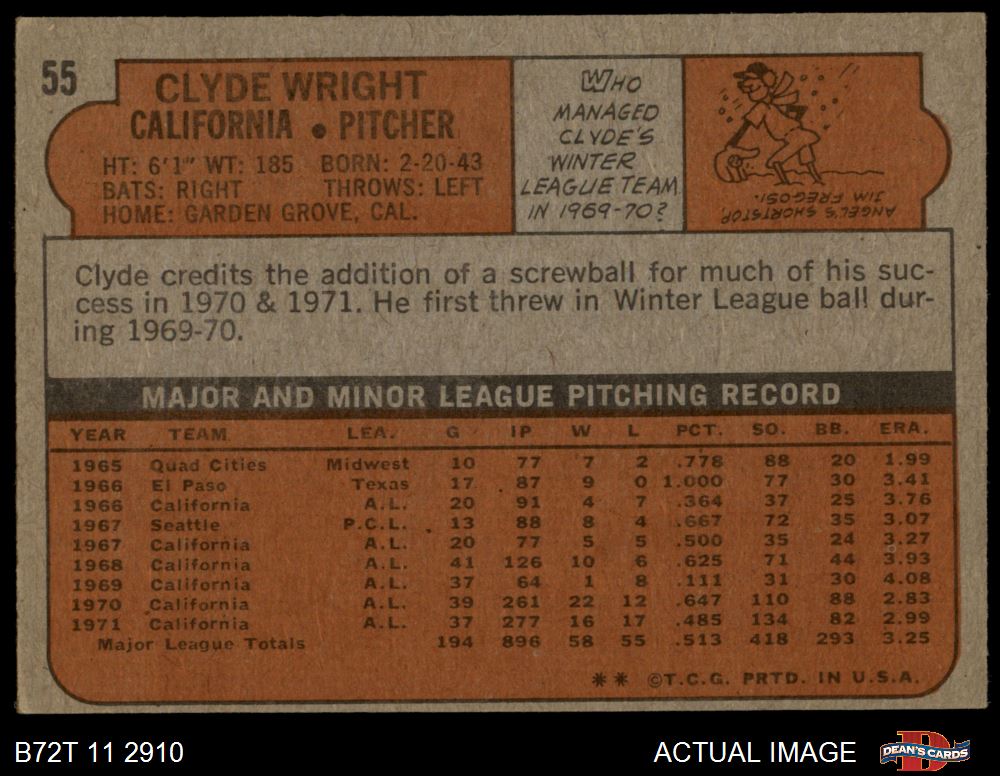 55
CLYDE WRIGHT
CALIFORNIA • PITCHER
HT: 6'1" WT: 185 BORN: 2-20-43
BATS: RIGHT THROWS: LEFT
HOME: GARDEN GROVE, CAL.
WHO
MANAGED
CLYDE'S
WINTER
LEAGUE TEAM
IN 1969-70?
ANGEL'S SHORTSTOP,
JIM FREGOSI.
Clyde credits the addition of a screwball for much of his suc-
cess in 1970 & 1971. He first threw in Winter League ball dur-
ing 1969-70.
MAJOR AND MINOR LEAGUE PITCHING RECORD
YEAR TEAM LEA. G IP W L PCT. SO. BB. ERA.
1965 Quad Cities Midwest 10 77 7 2 .778 88 20 1.99
1966 El Paso Texas 17 87 9 0 1.000 77 30 3.41
1966 California A.L. 20 91 4 7 .364 37 25 3.76
1967 Seattle P.C.L. 13 88 8 4 .667 72 35 3.07
1967 California A.L. 20 77 5 5 .500 35 24 3.27
1968 California A.L. 41 126 10 6 .625 71 44 3.93
1969 California A.L. 37 64 1 8 .111 31 30 4.08
1970 California A.L. 39 261 22 12 .647 110 88 2.83
1971 California A.L. 37 277 16 17 .485 134 82 2.99
Major League Totals 194 896 58 55 .513 418 293 3.25
** ©T.C.G. PRTD. IN U.S.A.
B72T 11 2910
ACTUAL IMAGE
D
DEAN'S CARDS